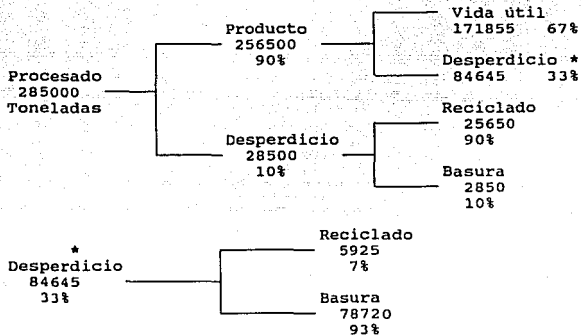 Vida útil
171855 67%
Producto
256500
90%
Desperdicio *
84645 33%
Procesado
285000
Toneladas
Reciclado
25650
90%
Desperdicio
28500
10%
Basura
2850
10%
*
Desperdicio
84645
33%
Reciclado
5925
7%
Basura
78720
93%